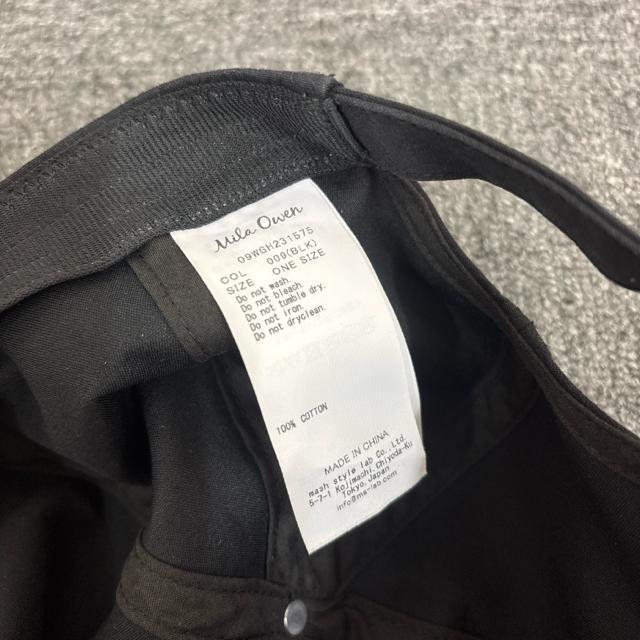 Mila Owen
09WGH231575
COL 009(BLK)
SIZE ONE SIZE
Do not wash.
Do not bleach.
Do not tumble dry.
Do not iron
Do not dryclean.
100% COTTON
MADE IN CHINA
mash style lab Co.,Ltd.
5-7-1 Kojimachi,Chiyoda-Ku
Tokyo,Japan
info@ms-lab.com